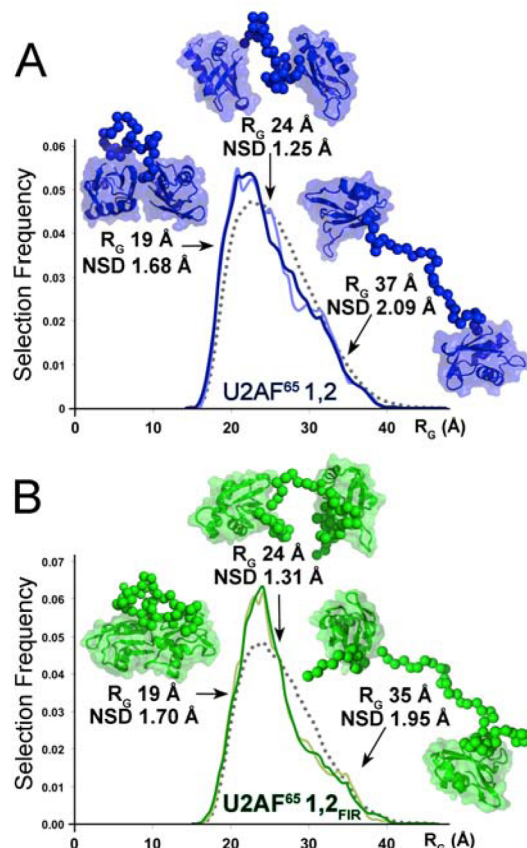 A
R_G 24 Å
NSD 1.25 Å
0.06
0.05
0.04
0.03
0.02
0.01
0
Selection Frequency
R_G 19 Å
NSD 1.68 Å
R_G 37 Å
NSD 2.09 Å
U2AF⁶⁵ 1,2
0 10 20 30 40 R_G (Å)
B
R_G 24 Å
NSD 1.31 Å
0.07
0.06
0.05
0.04
0.03
0.02
0.01
0.00
Selection Frequency
R_G 19 Å
NSD 1.70 Å
R_G 35 Å
NSD 1.95 Å
U2AF⁶⁵ 1,2_FIR
0 10 20 30 40 R_G (Å)